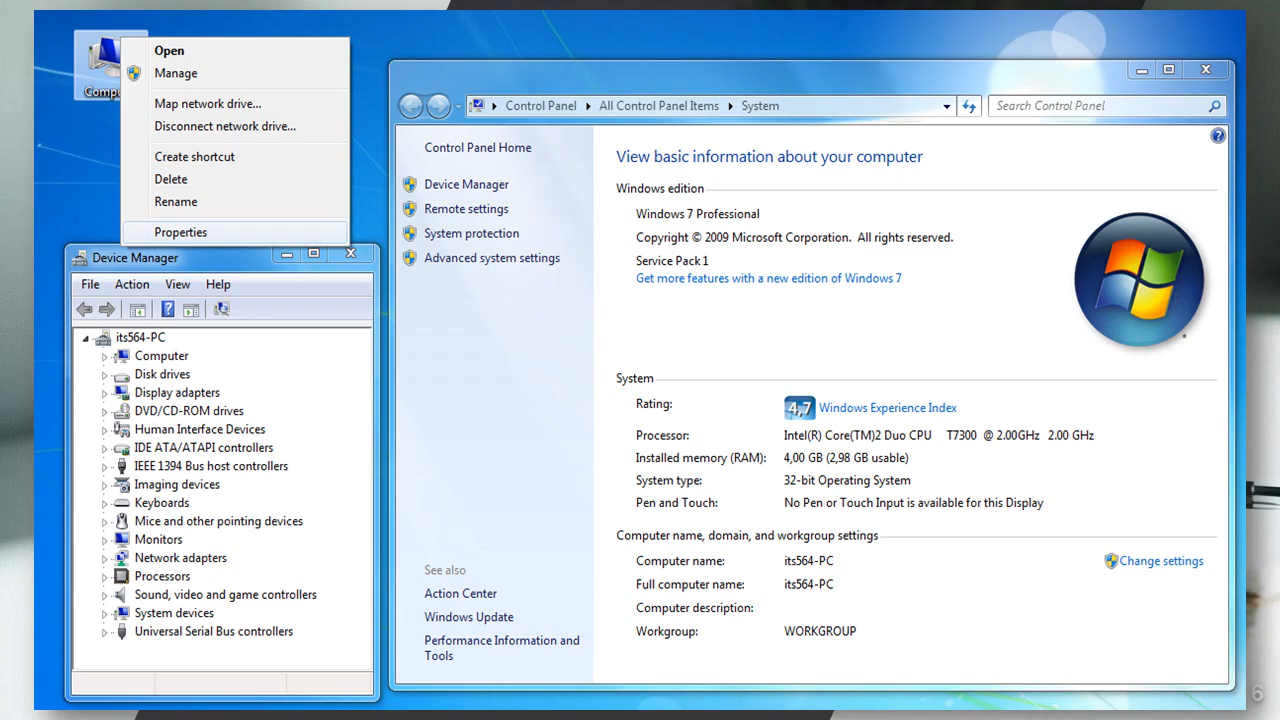 Open
Manage
Map network drive...
Disconnect network drive...
Create shortcut
Delete
Rename
Properties
Device Manager
File Action View Help
its564-PC
Computer
Disk drives
Display adapters
DVD/CD-ROM drives
Human Interface Devices
IDE ATA/ATAPI controllers
IEEE 1394 Bus host controllers
Imaging devices
Keyboards
Mice and other pointing devices
Monitors
Network adapters
Processors
Sound, video and game controllers
System devices
Universal Serial Bus controllers
Control Panel All Control Panel Items System
Search Control Panel
Control Panel Home
Device Manager
Remote settings
System protection
Advanced system settings
See also
Action Center
Windows Update
Performance Information and
Tools
View basic information about your computer
Windows edition
Windows 7 Professional
Copyright © 2009 Microsoft Corporation. All rights reserved.
Service Pack 1
Get more features with a new edition of Windows 7
System
Rating: 4,7 Windows Experience Index
Processor: Intel(R) Core(TM)2 Duo CPU T7300 @ 2.00GHz 2.00 GHz
Installed memory (RAM): 4,00 GB (2,98 GB usable)
System type: 32-bit Operating System
Pen and Touch: No Pen or Touch Input is available for this Display
Computer name, domain, and workgroup settings
Computer name: its564-PC Change settings
Full computer name: its564-PC
Computer description:
Workgroup: WORKGROUP
6